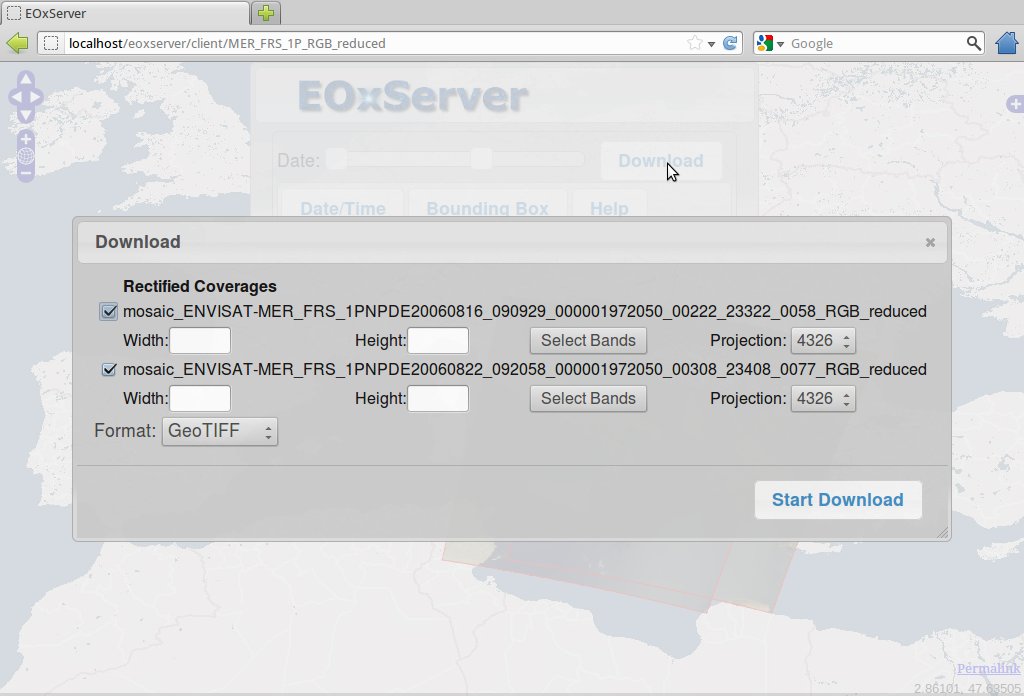 EOxServer
localhost/eoxserver/client/MER_FRS_1P_RGB_reduced
Google
EOxServer
Date:
Download
Date/Time
Bounding Box
Help
Download
Rectified Coverages
mosaic_ENVISAT-MER_FRS_1PNPDE20060816_090929_000001972050_00222_23322_0058_RGB_reduced
Width:
Height:
Select Bands
Projection:
4326
mosaic_ENVISAT-MER_FRS_1PNPDE20060822_092058_000001972050_00308_23408_0077_RGB_reduced
Width:
Height:
Select Bands
Projection:
4326
Format:
GeoTIFF
Start Download
Permalink
2.86101, 47.63505